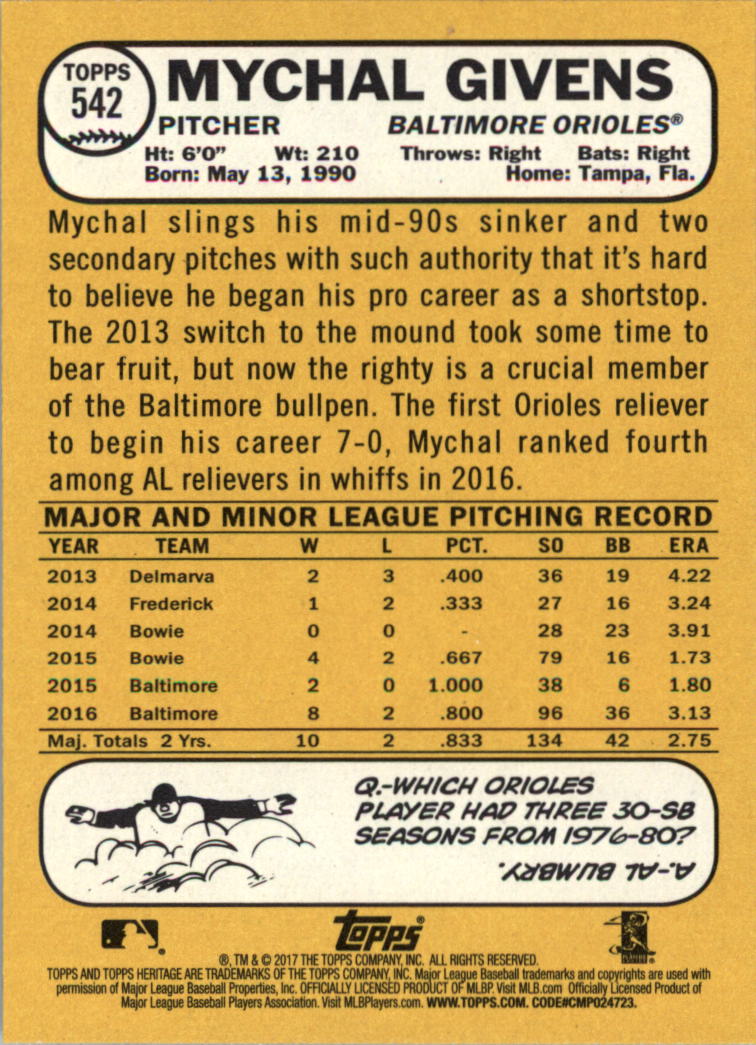 TOPPS
542
MYCHAL GIVENS
PITCHER BALTIMORE ORIOLES®
Ht: 6'0" Wt: 210 Throws: Right Bats: Right
Born: May 13, 1990 Home: Tampa, Fla.
Mychal slings his mid-90s sinker and two
secondary pitches with such authority that it's hard
to believe he began his pro career as a shortstop.
The 2013 switch to the mound took some time to
bear fruit, but now the righty is a crucial member
of the Baltimore bullpen. The first Orioles reliever
to begin his career 7-0, Mychal ranked fourth
among AL relievers in whiffs in 2016.
MAJOR AND MINOR LEAGUE PITCHING RECORD
YEAR TEAM W L PCT. SO BB ERA
2013 Delmarva 2 3 .400 36 19 4.22
2014 Frederick 1 2 .333 27 16 3.24
2014 Bowie 0 0 - 28 23 3.91
2015 Bowie 4 2 .667 79 16 1.73
2015 Baltimore 2 0 1.000 38 6 1.80
2016 Baltimore 8 2 .800 96 36 3.13
Maj. Totals 2 Yrs. 10 2 .833 134 42 2.75
Q.-WHICH ORIOLES
PLAYER HAD THREE 30-SB
SEASONS FROM 1976-80?
A.-AL BUMBRY.
TOPPS®
®, TM & © 2017 THE TOPPS COMPANY, INC. ALL RIGHTS RESERVED.
TOPPS AND TOPPS HERITAGE ARE TRADEMARKS OF THE TOPPS COMPANY, INC. Major League Baseball trademarks and copyrights are used with
permission of Major League Baseball Properties, Inc. OFFICIALLY LICENSED PRODUCT OF MLBP. Visit MLB.com Officially Licensed Product of
Major League Baseball Players Association. Visit MLBPlayers.com. WWW.TOPPS.COM. CODE#CMP024723.